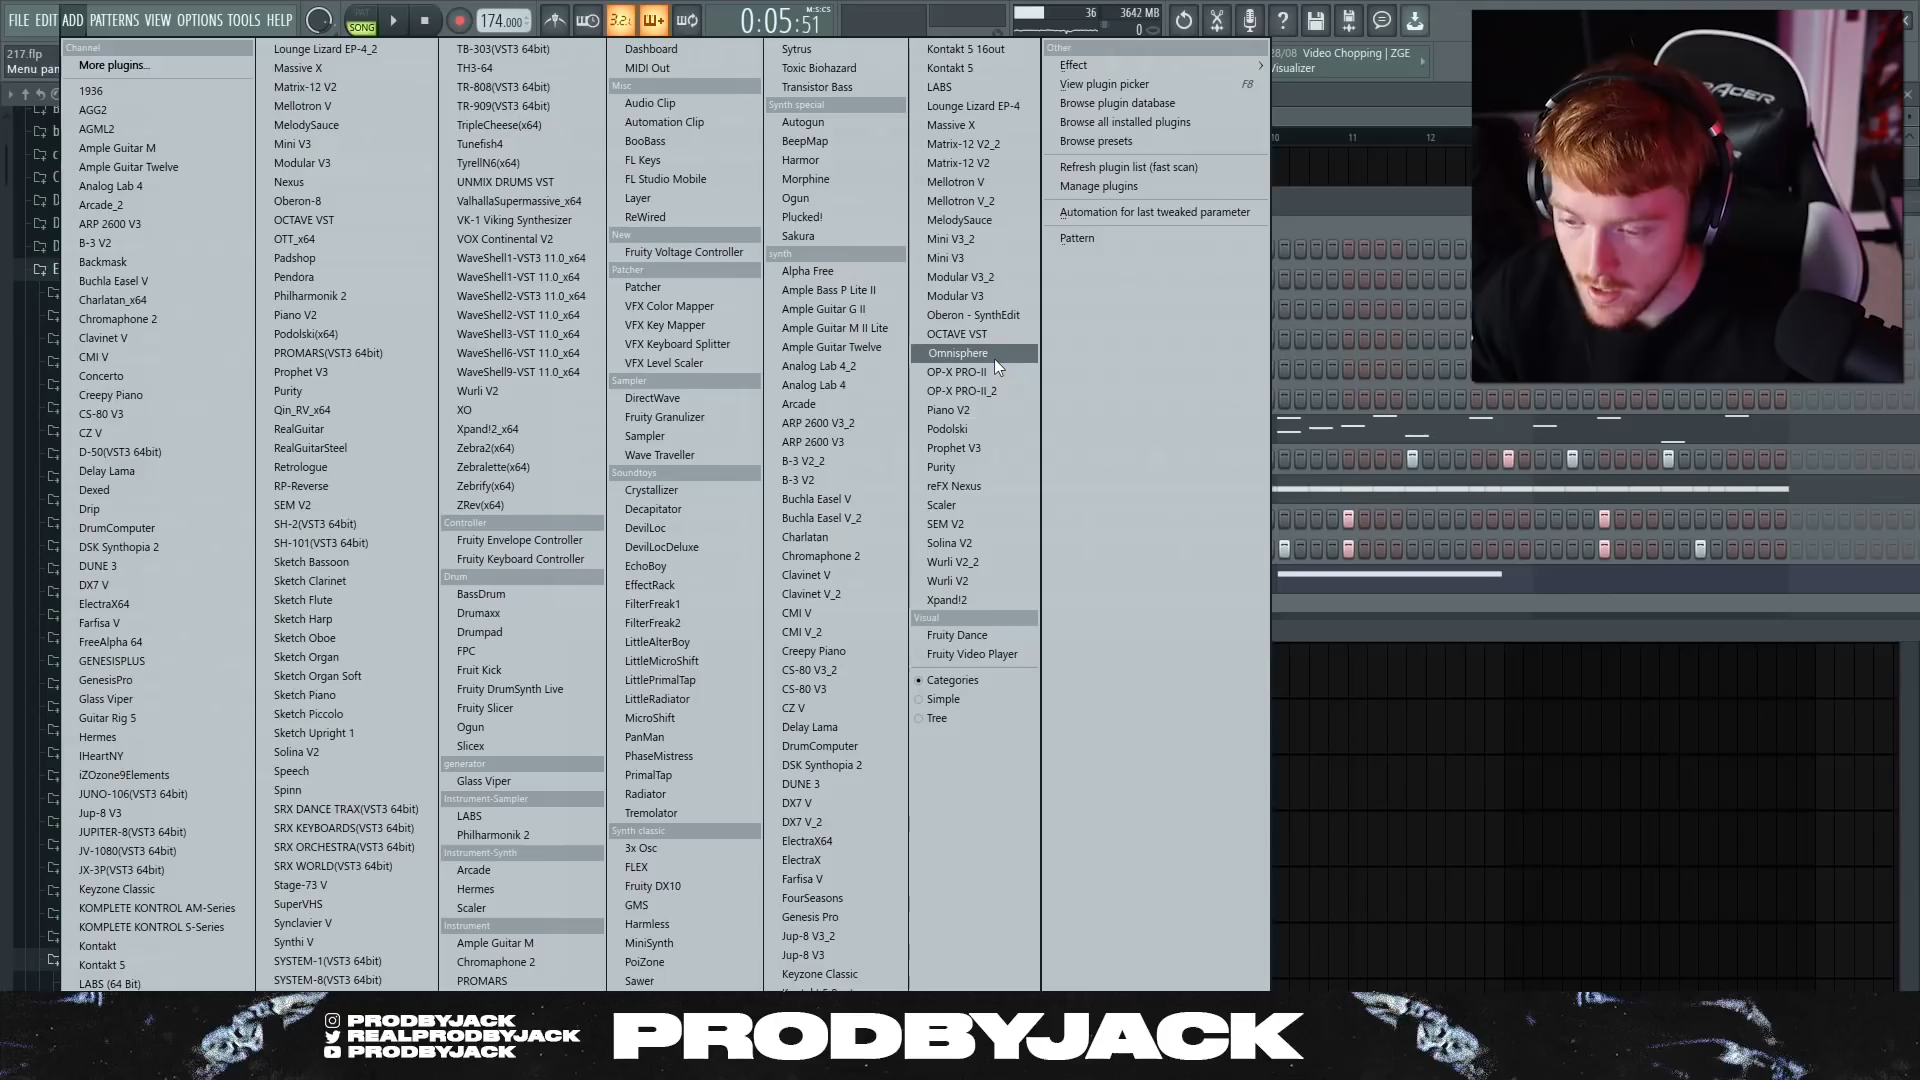 FILE EDIT ADD PATTERNS VIEW OPTIONS TOOLS HELP
PAT
SONG
174.000
3.2.
0:05:51
M:S:CS
36
3642 MB
0
217.flp
28/08 Video Chopping | ZGE
Visualizer
Channel
More plugins...
1936
AGG2
AGML2
Ample Guitar M
Ample Guitar Twelve
Analog Lab 4
Arcade_2
ARP 2600 V3
B-3 V2
Backmask
Buchla Easel V
Charlatan_x64
Chromaphone 2
Clavinet V
CMI V
Concerto
Creepy Piano
CS-80 V3
CZ V
D-50(VST3 64bit)
Delay Lama
Dexed
Drip
DrumComputer
DSK Synthopia 2
DUNE 3
DX7 V
ElectraX64
Farfisa V
FreeAlpha 64
GENESISPLUS
GenesisPro
Glass Viper
Guitar Rig 5
Hermes
IHeartNY
iZOzone9Elements
JUNO-106(VST3 64bit)
Jup-8 V3
JUPITER-8(VST3 64bit)
JV-1080(VST3 64bit)
JX-3P(VST3 64bit)
Keyzone Classic
KOMPLETE KONTROL AM-Series
KOMPLETE KONTROL S-Series
Kontakt
Kontakt 5
LABS (64 Bit)
Lounge Lizard EP-4_2
Massive X
Matrix-12 V2
Mellotron V
MelodySauce
Mini V3
Modular V3
Nexus
Oberon-8
OCTAVE VST
OTT_x64
Padshop
Pendora
Philharmonik 2
Piano V2
Podolski(x64)
PROMARS(VST3 64bit)
Prophet V3
Purity
Qin_RV_x64
RealGuitar
RealGuitarSteel
Retrologue
RP-Reverse
SEM V2
SH-2(VST3 64bit)
SH-101(VST3 64bit)
Sketch Bassoon
Sketch Clarinet
Sketch Flute
Sketch Harp
Sketch Oboe
Sketch Organ
Sketch Organ Soft
Sketch Piano
Sketch Piccolo
Sketch Upright 1
Solina V2
Speech
Spinn
SRX DANCE TRAX(VST3 64bit)
SRX KEYBOARDS(VST3 64bit)
SRX ORCHESTRA(VST3 64bit)
SRX WORLD(VST3 64bit)
Stage-73 V
SuperVHS
Synclavier V
Synthi V
SYSTEM-1(VST3 64bit)
SYSTEM-8(VST3 64bit)
TB-303(VST3 64bit)
TH3-64
TR-808(VST3 64bit)
TR-909(VST3 64bit)
TripleCheese(x64)
Tunefish4
TyrellN6(x64)
UNMIX DRUMS VST
ValhallaSupermassive_x64
VK-1 Viking Synthesizer
VOX Continental V2
WaveShell1-VST3 11.0_x64
WaveShell1-VST3 11.0_x64
WaveShell2-VST3 11.0_x64
WaveShell2-VST 11.0_x64
WaveShell3-VST 11.0_x64
WaveShell6-VST 11.0_x64
WaveShell9-VST 11.0_x64
Wurli V2
XO
Xpand!2_x64
Zebra2(x64)
Zebralette(x64)
Zebrify(x64)
ZRev(x64)
Controller
Fruity Envelope Controller
Fruity Keyboard Controller
Drum
BassDrum
Drumaxx
Drumpad
FPC
Fruit Kick
Fruity DrumSynth Live
Fruity Slicer
Ogun
Slicex
generator
Glass Viper
Instrument-Sampler
LABS
Philharmonik 2
Instrument-Synth
Arcade
Hermes
Scaler
Instrument
Ample Guitar M
Chromaphone 2
PROMARS
Dashboard
MIDI Out
Misc
Audio Clip
Automation Clip
BooBass
FL Keys
FL Studio Mobile
Layer
ReWired
New
Fruity Voltage Controller
Patcher
Patcher
VFX Color Mapper
VFX Key Mapper
VFX Keyboard Splitter
VFX Level Scaler
Sampler
DirectWave
Fruity Granulizer
Sampler
Wave Traveller
Soundtoys
Crystallizer
Decapitator
DevilLoc
DevilLocDeluxe
EchoBoy
EffectRack
FilterFreak1
FilterFreak2
LittleAlterBoy
LittleMicroShift
LittlePrimalTap
LittleRadiator
MicroShift
PanMan
PhaseMistress
PrimalTap
Radiator
Tremolator
Synth classic
3x Osc
FLEX
Fruity DX10
GMS
Harmless
MiniSynth
PoiZone
Sawer
Sytrus
Toxic Biohazard
Transistor Bass
Synth special
Autogun
BeepMap
Harmor
Morphine
Ogun
Plucked!
Sakura
synth
Alpha Free
Ample Bass P Lite II
Ample Guitar G II
Ample Guitar M II Lite
Ample Guitar Twelve
Analog Lab 4_2
Analog Lab 4
Arcade
ARP 2600 V3_2
ARP 2600 V3
B-3 V2_2
B-3 V2
Buchla Easel V
Buchla Easel V_2
Charlatan
Chromaphone 2
Clavinet V
Clavinet V_2
CMI V
CMI V_2
Creepy Piano
CS-80 V3_2
CS-80 V3
CZ V
Delay Lama
DrumComputer
DSK Synthopia 2
DUNE 3
DX7 V
DX7 V_2
ElectraX64
ElectraX
Farfisa V
FourSeasons
Genesis Pro
Jup-8 V3_2
Jup-8 V3
Keyzone Classic
Kontakt 5 16out
Kontakt 5
LABS
Lounge Lizard EP-4
Massive X
Matrix-12 V2_2
Matrix-12 V2
Mellotron V
Mellotron V_2
MelodySauce
Mini V3_2
Mini V3
Modular V3_2
Modular V3
Oberon - SynthEdit
OCTAVE VST
Omnisphere
OP-X PRO-II
OP-X PRO-II_2
Piano V2
Podolski
Prophet V3
Purity
reFX Nexus
Scaler
SEM V2
Solina V2
Wurli V2_2
Wurli V2
Xpand!2
Visual
Fruity Dance
Fruity Video Player
Categories
Simple
Tree
Other
Effect
View plugin picker F8
Browse plugin database
Browse all installed plugins
Browse presets
Refresh plugin list (fast scan)
Manage plugins
Automation for last tweaked parameter
Pattern
10 11 12
PRODBYJACK
REALPRODBYJACK
PRODBYJACK
PRODBYJACK